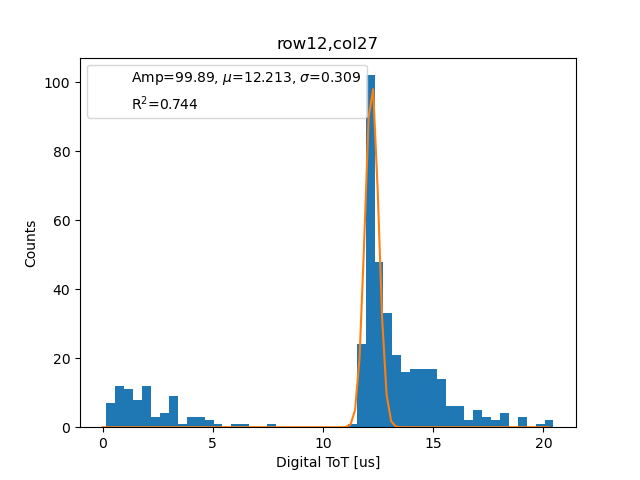 row12,col27
Amp=99.89, μ=12.213, σ=0.309
R²=0.744
100
80
60
40
20
0
Counts
0 5 10 15 20
Digital ToT [us]